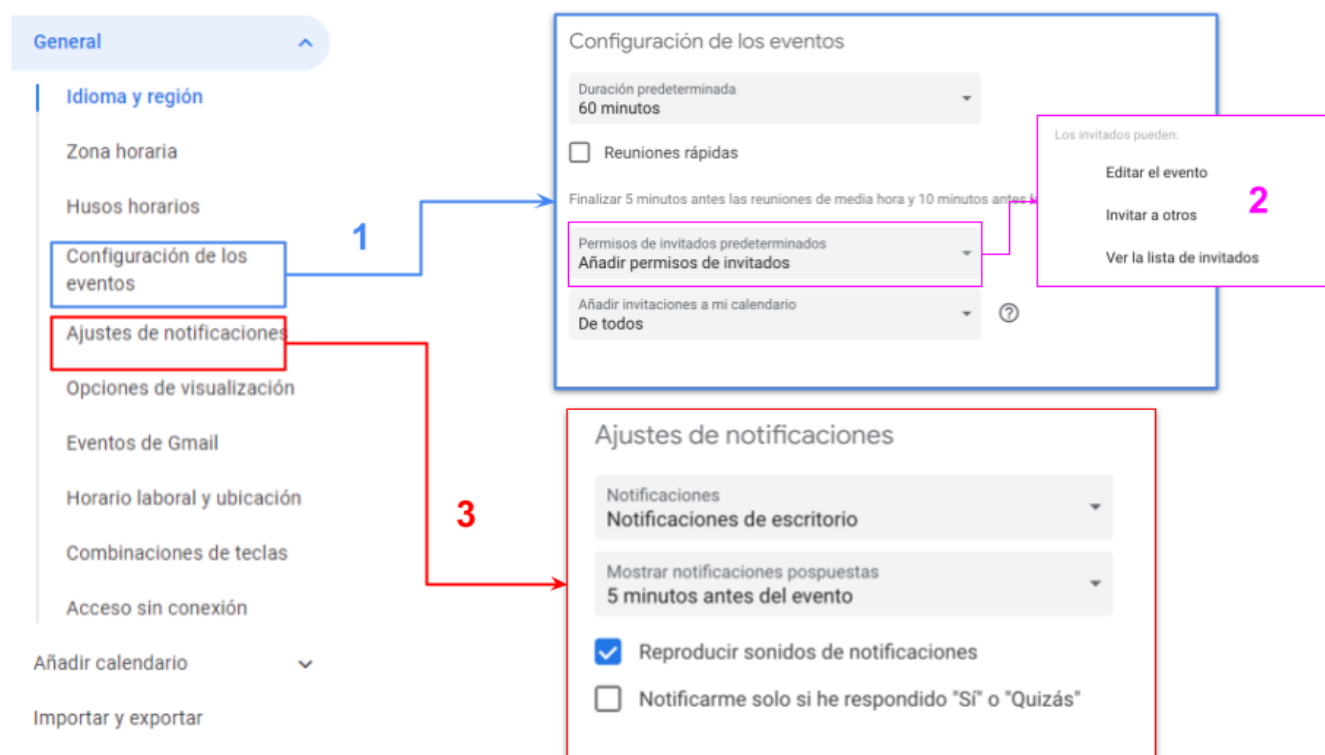 General
Idioma y región
Zona horaria
Husos horarios
Configuración de los
eventos
Ajustes de notificaciones
Opciones de visualización
Eventos de Gmail
Horario laboral y ubicación
Combinaciones de teclas
Acceso sin conexión
Añadir calendario
Importar y exportar
1
Configuración de los eventos
Duración predeterminada
60 minutos
Reuniones rápidas
Finalizar 5 minutos antes las reuniones de media hora y 10 minutos antes
Permisos de invitados predeterminados
Añadir permisos de invitados
Añadir invitaciones a mi calendario
De todos
Los invitados pueden:
Editar el evento
Invitar a otros
Ver la lista de invitados
2
3
Ajustes de notificaciones
Notificaciones
Notificaciones de escritorio
Mostrar notificaciones pospuestas
5 minutos antes del evento
Reproducir sonidos de notificaciones
Notificarme solo si he respondido "Sí" o "Quizás"